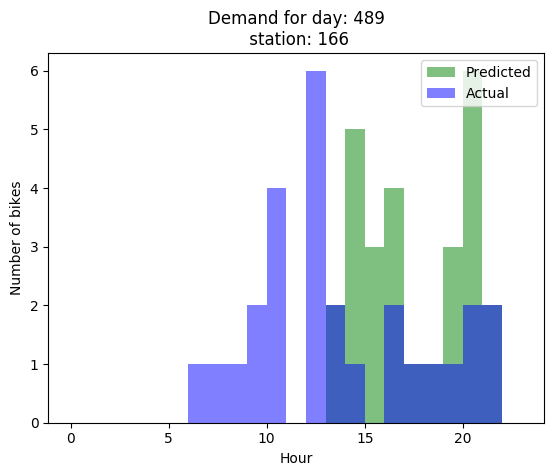 Demand for day: 489
station: 166
Predicted
Actual
Number of bikes
6
5
4
3
2
1
0
0
5
10
15
20
Hour